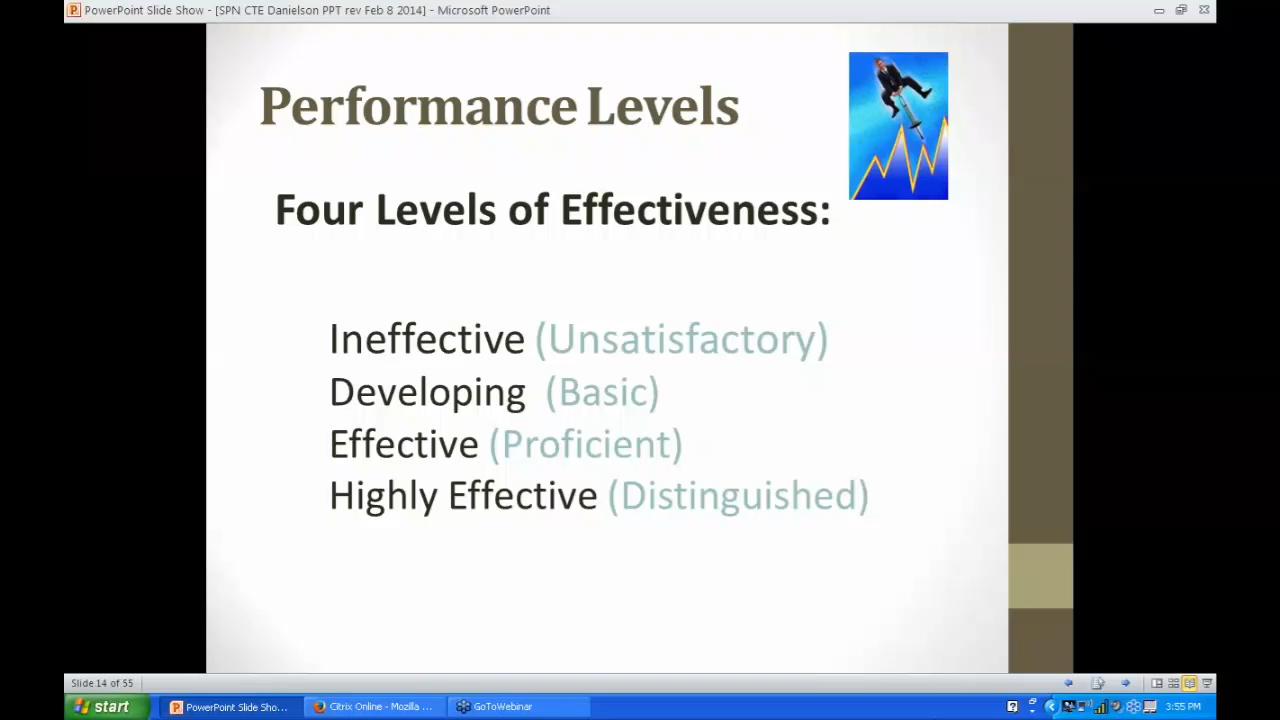 PowerPoint Slide Show - [SPN CTE Danielson PPT rev Feb 8 2014] - Microsoft PowerPoint
Performance Levels
Four Levels of Effectiveness:
Ineffective (Unsatisfactory)
Developing (Basic)
Effective (Proficient)
Highly Effective (Distinguished)
Slide 14 of 55
start PowerPoint Slide Sho... Citrix Online - Mozilla ... GoToWebinar 3:55 PM